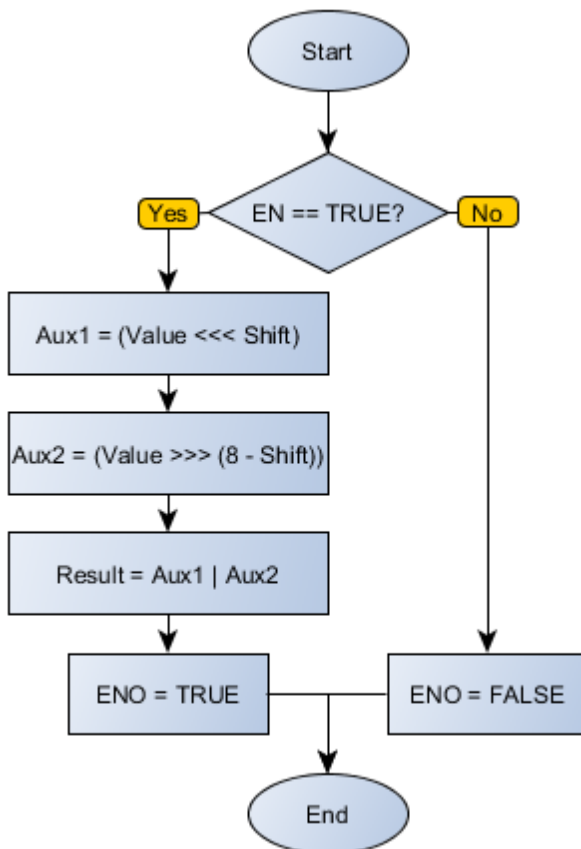 Start
EN == TRUE?
Yes
No
Aux1 = (Value <<< Shift)
Aux2 = (Value >>> (8 - Shift))
Result = Aux1 | Aux2
ENO = TRUE
ENO = FALSE
End